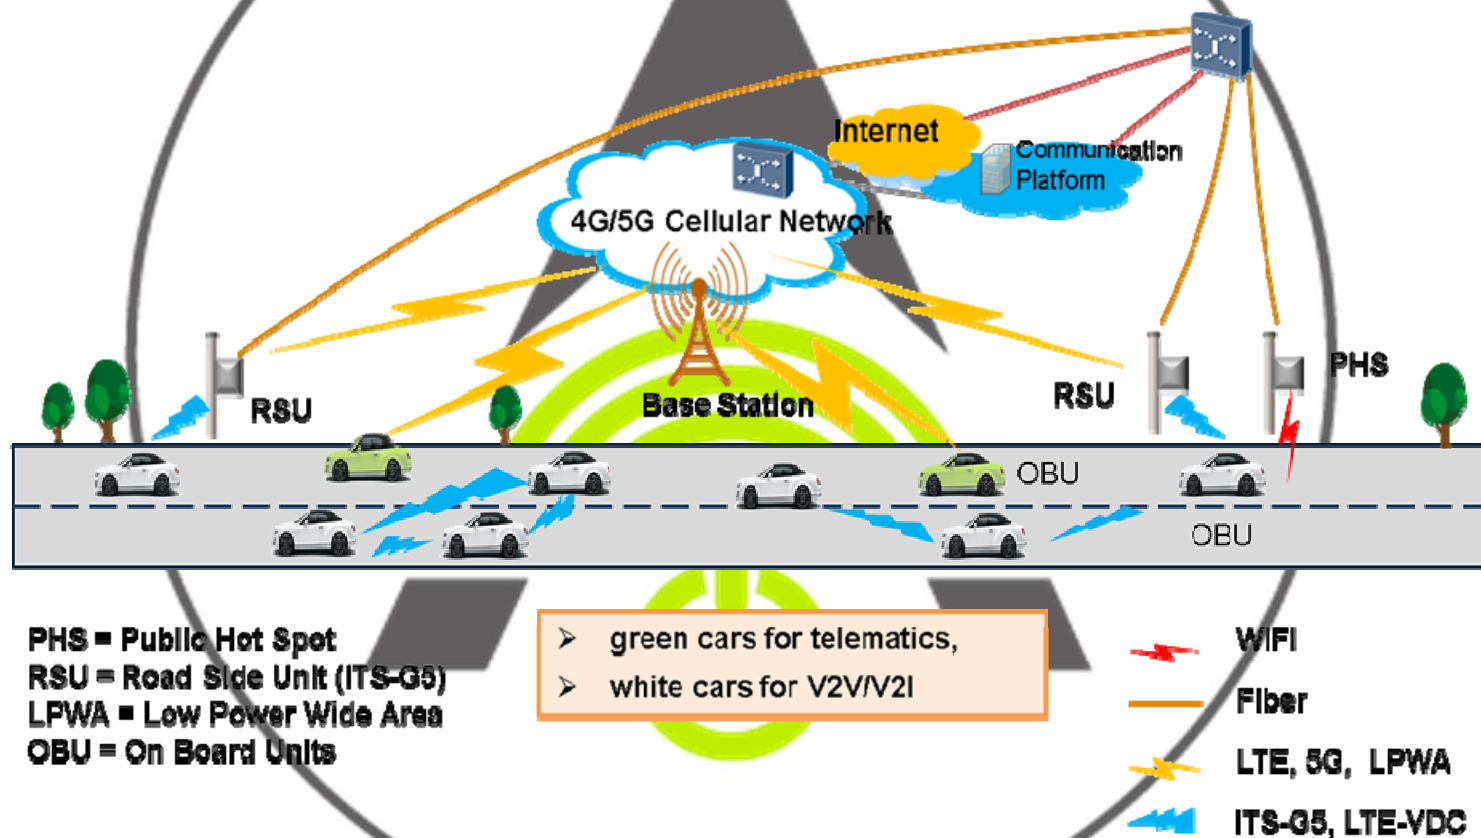 Internet
Communication
Platform
4G/5G Cellular Network
PHS
RSU
RSU
Base Station
OBU
OBU
PHS = Public Hot Spot
RSU = Road Side Unit (ITS-G5)
LPWA = Low Power Wide Area
OBU = On Board Units
➢ green cars for telematics,
➢ white cars for V2V/V2I
WIFI
Fiber
LTE, 5G, LPWA
ITS-G5, LTE-VDC